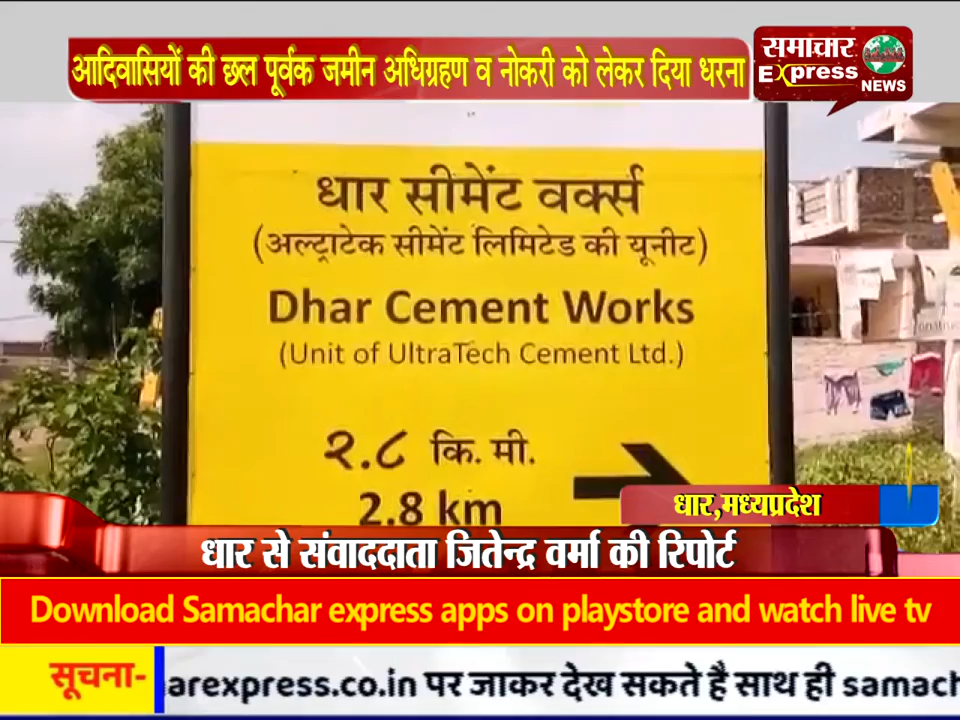 आदिवासियों की छल पूर्वक जमीन अधिग्रहण व नोकरी को लेकर दिया धरना
समाचार
Express
NEWS
धार सीमेंट वर्क्स
(अल्ट्राटेक सीमेंट लिमिटेड की यूनीट)
Dhar Cement Works
(Unit of UltraTech Cement Ltd.)
२.८ कि. मी.
2.8 km
धार,मध्यप्रदेश
धार से संवाददाता जितेन्द्र वर्मा की रिपोर्ट
Download Samachar express apps on playstore and watch live tv
सूचना- arexpress.co.in पर जाकर देख सकते है साथ ही samach